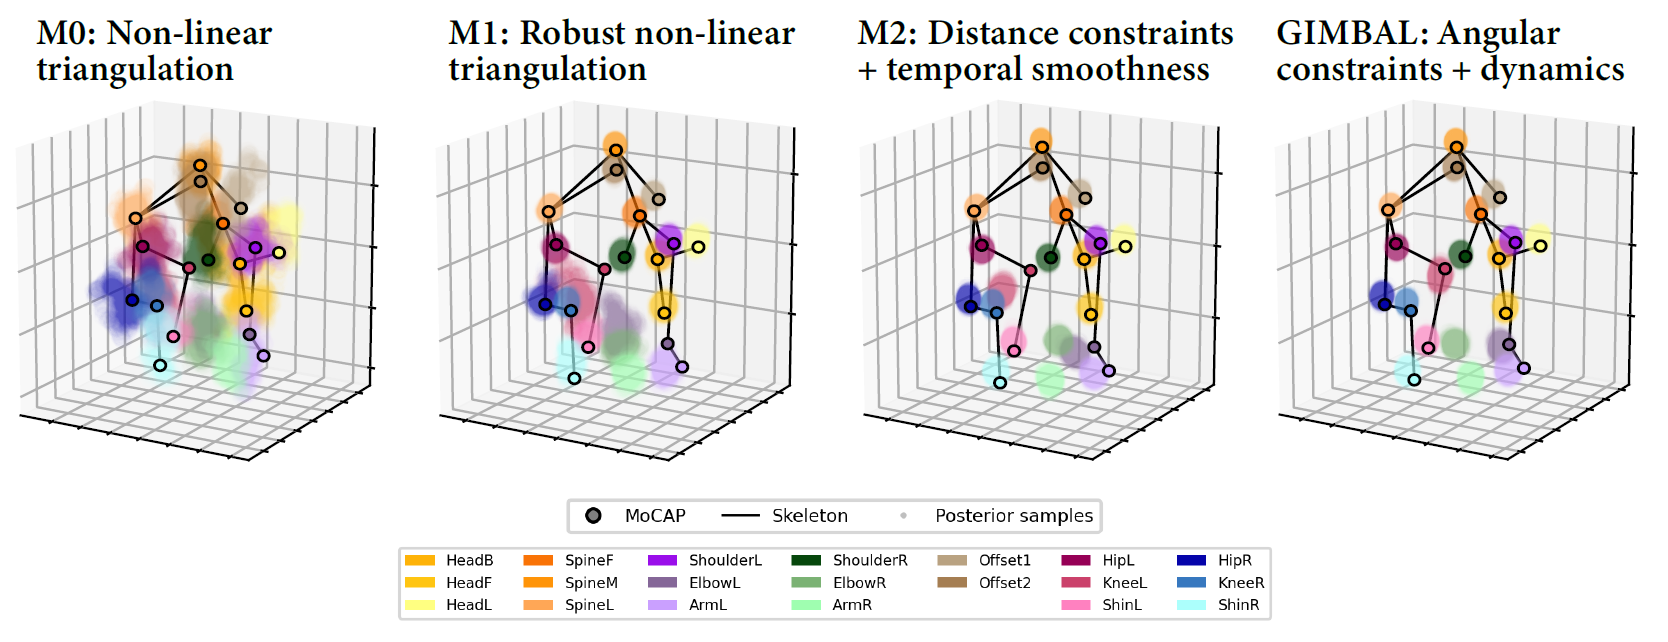 M0: Non-linear
triangulation
M1: Robust non-linear
triangulation
M2: Distance constraints
+ temporal smoothness
GIMBAL: Angular
constraints + dynamics
MoCAP Skeleton Posterior samples
HeadB SpineF ShoulderL ShoulderR Offset1 HipL HipR
HeadF SpineM ElbowL ElbowR Offset2 KneeL KneeR
HeadL SpineL ArmL ArmR ShinL ShinR